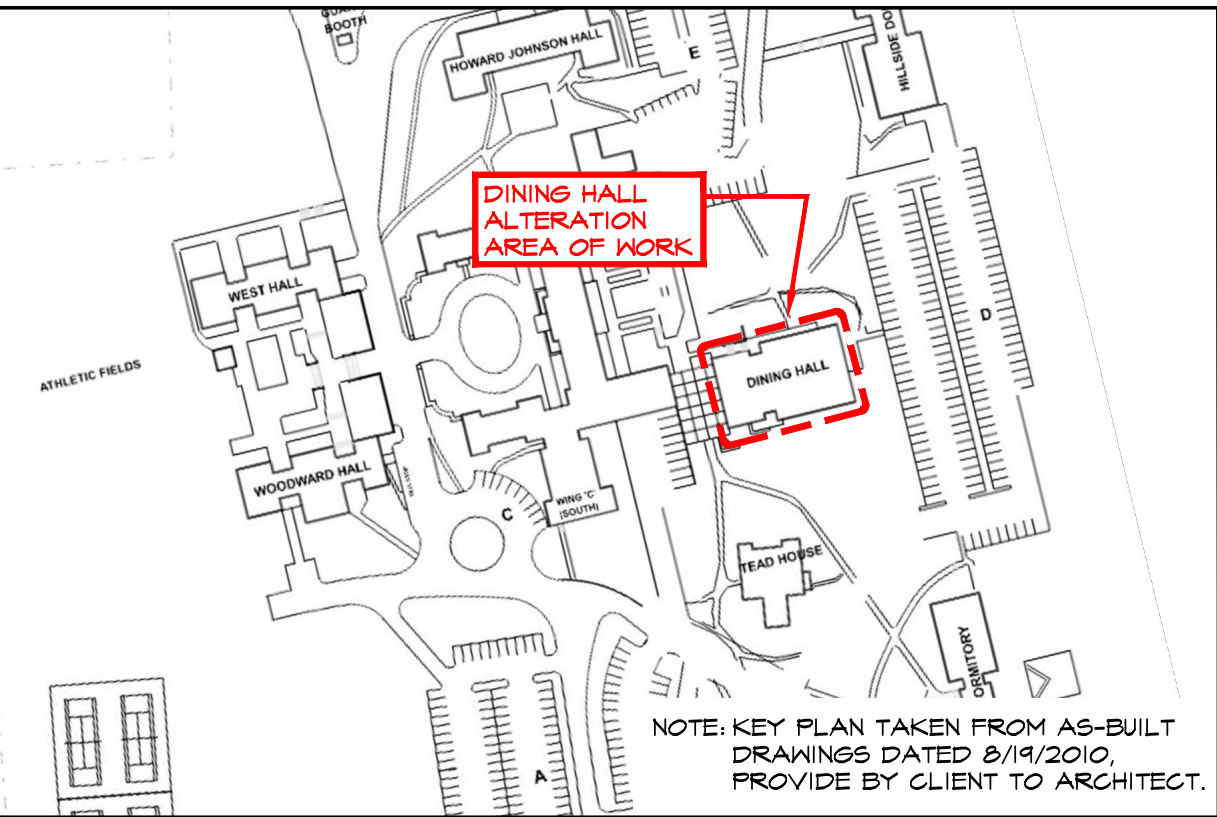 BOOTH
HOWARD JOHNSON HALL
E
HILLSIDE DO
DINING HALL
ALTERATION
AREA OF WORK
WEST HALL
D
ATHLETIC FIELDS
DINING HALL
WOODWARD HALL
C
WING 'C'
(SOUTH)
TEAD HOUSE
ORMITORY
A
NOTE: KEY PLAN TAKEN FROM AS-BUILT
DRAWINGS DATED 8/19/2010,
PROVIDE BY CLIENT TO ARCHITECT.